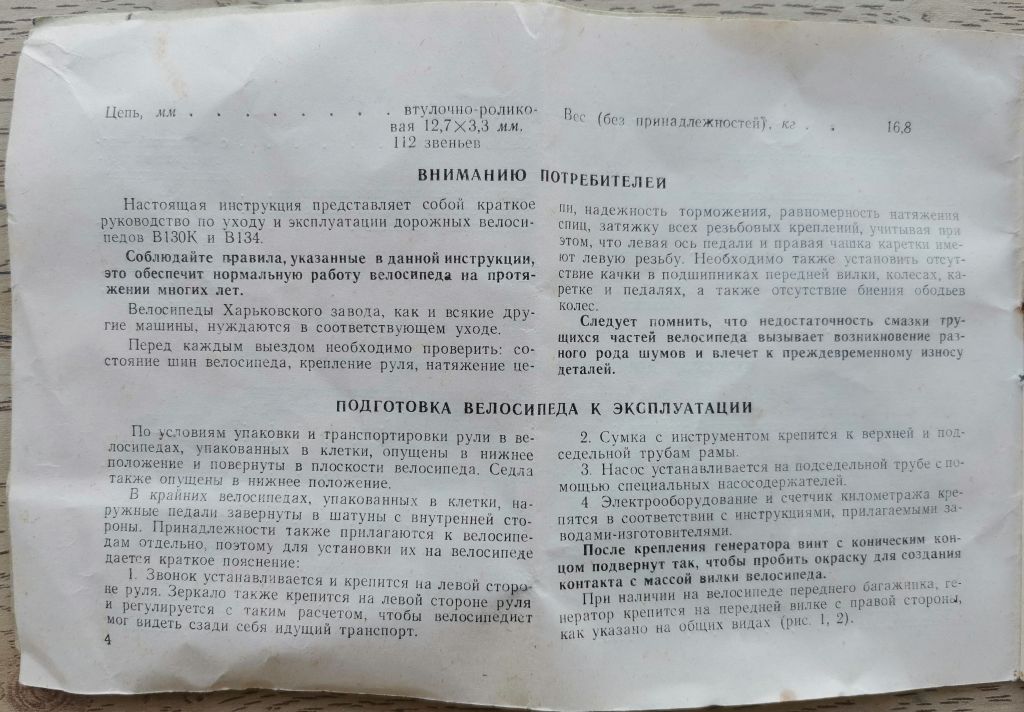 Цепь, мм . . . . . . . . втулочно-ролико-
вая 12,7×3,3 мм,
112 звеньев
Вес (без принадлежностей), кг . . 16,8
ВНИМАНИЮ ПОТРЕБИТЕЛЕЙ
Настоящая инструкция представляет собой краткое
руководство по уходу и эксплуатации дорожных велоси-
педов В130К и В134.
Соблюдайте правила, указанные в данной инструкции,
это обеспечит нормальную работу велосипеда на протя-
жении многих лет.
Велосипеды Харьковского завода, как и всякие дру-
гие машины, нуждаются в соответствующем уходе.
Перед каждым выездом необходимо проверить: со-
стояние шин велосипеда, крепление руля, натяжение це-
пи, надежность торможения, равномерность натяжения
спиц, затяжку всех резьбовых креплений, учитывая при
этом, что левая ось педали и правая чашка каретки име-
ют левую резьбу. Необходимо также установить отсут-
ствие качки в подшипниках передней вилки, колесах, ка-
ретке и педалях, а также отсутствие биения ободьев
колес.
Следует помнить, что недостаточность смазки тру-
щихся частей велосипеда вызывает возникновение раз-
ного рода шумов и влечет к преждевременному износу
деталей.
ПОДГОТОВКА ВЕЛОСИПЕДА К ЭКСПЛУАТАЦИИ
По условиям упаковки и транспортировки рули в ве-
лосипедах, упакованных в клетки, опущены в нижнее
положение и повернуты в плоскости велосипеда. Седла
также опущены в нижнее положение.
В крайних велосипедах, упакованных в клетки, на-
ружные педали завернуты в шатуны с внутренней сто-
роны. Принадлежности также прилагаются к велосипе-
дам отдельно, поэтому для установки их на велосипеде
дается краткое пояснение:
1. Звонок устанавливается и крепится на левой сторо-
не руля. Зеркало также крепится на левой стороне руля
и регулируется с таким расчетом, чтобы велосипедист
мог видеть сзади себя идущий транспорт.
4
2. Сумка с инструментом крепится к верхней и под-
седельной трубам рамы.
3. Насос устанавливается на подседельной трубе с по-
мощью специальных насосодержателей.
4 Электрооборудование и счетчик километража кре-
пятся в соответствии с инструкциями, прилагаемыми за-
водами-изготовителями.
После крепления генератора винт с коническим кон-
цом подвернут так, чтобы пробить окраску для создания
контакта с массой вилки велосипеда.
При наличии на велосипеде переднего багажника, ге-
нератор крепится на передней вилке с правой стороны,
как указано на общих видах (рис. 1, 2).